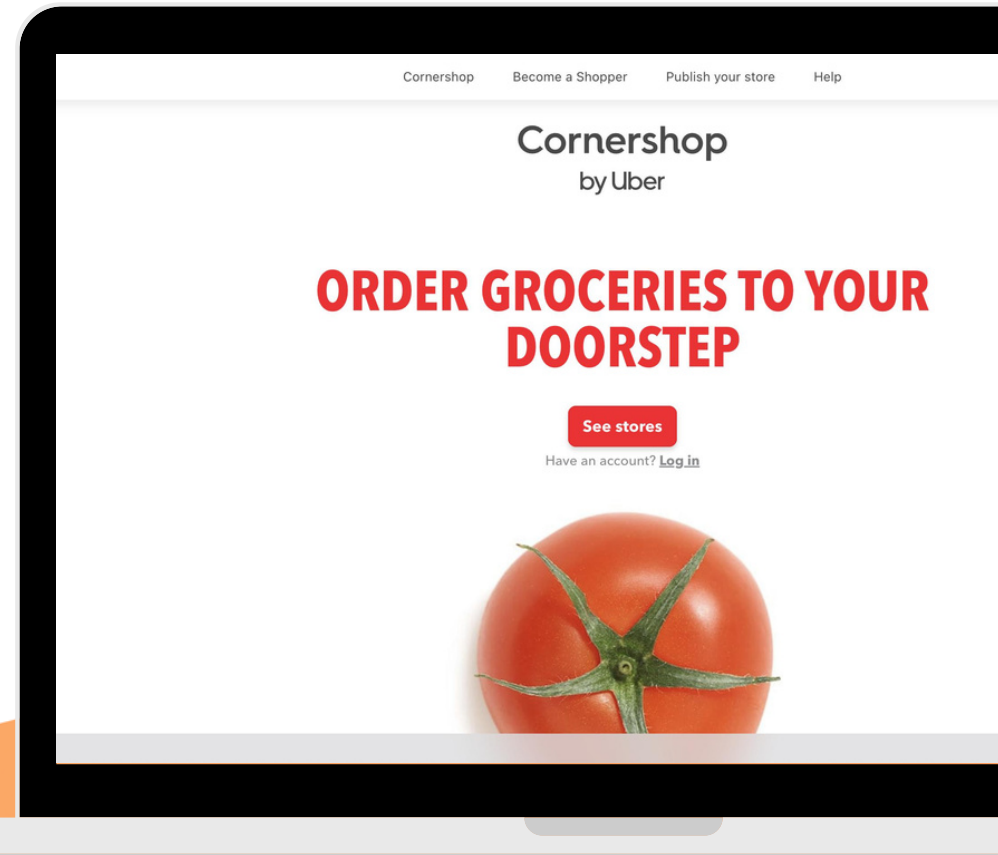 Cornershop Become a Shopper Publish your store Help
Cornershop
by Uber
ORDER GROCERIES TO YOUR
DOORSTEP
See stores
Have an account? Log in